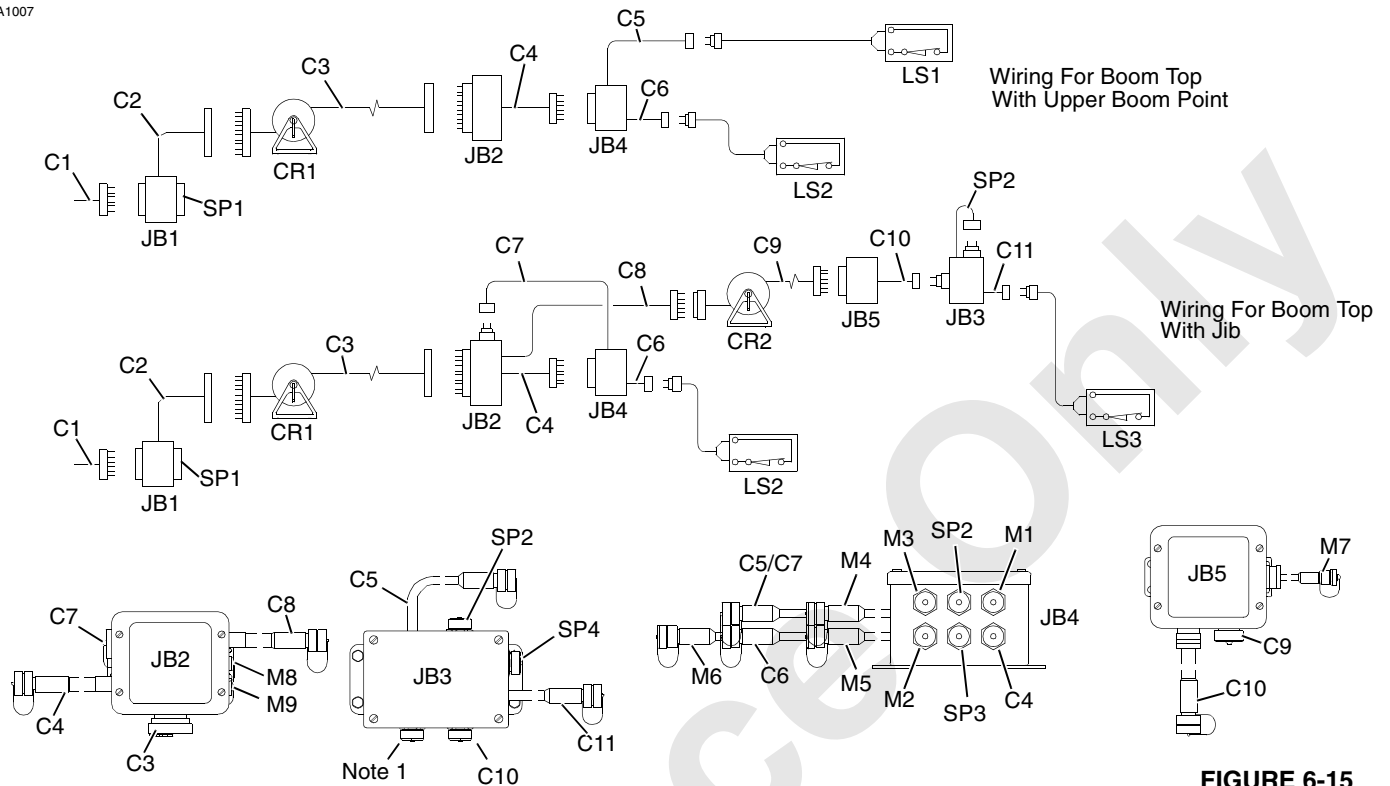 A1007
C5
C3
C4
LS1
Wiring For Boom Top
With Upper Boom Point
C2
C6
JB2
JB4
CR1
LS2
C1
SP1
JB1
SP2
C7
C9
C10
C11
C8
JB5
JB3
Wiring For Boom Top
With Jib
CR2
C3
C6
C2
JB2
C4
JB4
CR1
C1
LS3
SP1
LS2
JB1
SP2
M3
SP2
M1
C5/C7
M4
M7
C5
JB5
C7
C8
JB4
SP4
JB2
JB3
C9
M8
M6
C6
M5
M9
M2
C4
C10
C4
SP3
C11
C3
Note 1
C10
FIGURE 6-15
ce Only